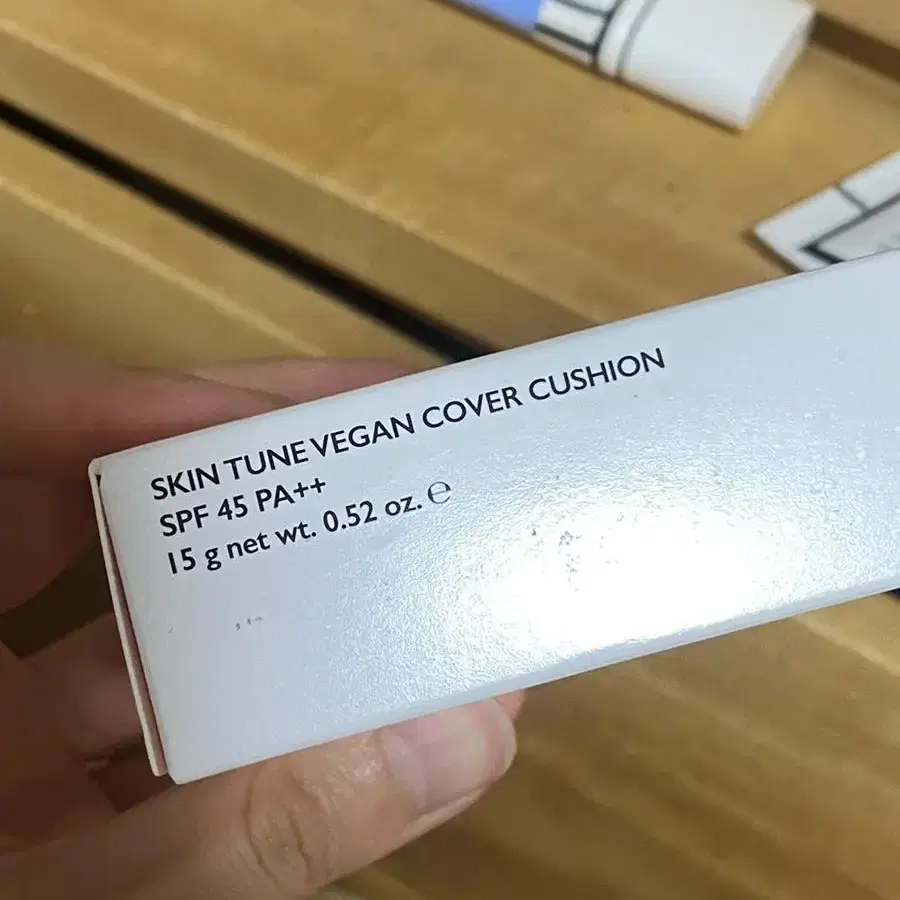 SKIN TUNE VEGAN COVER CUSHION
SPF 45 PA++
15 g net wt. 0.52 oz. ℮